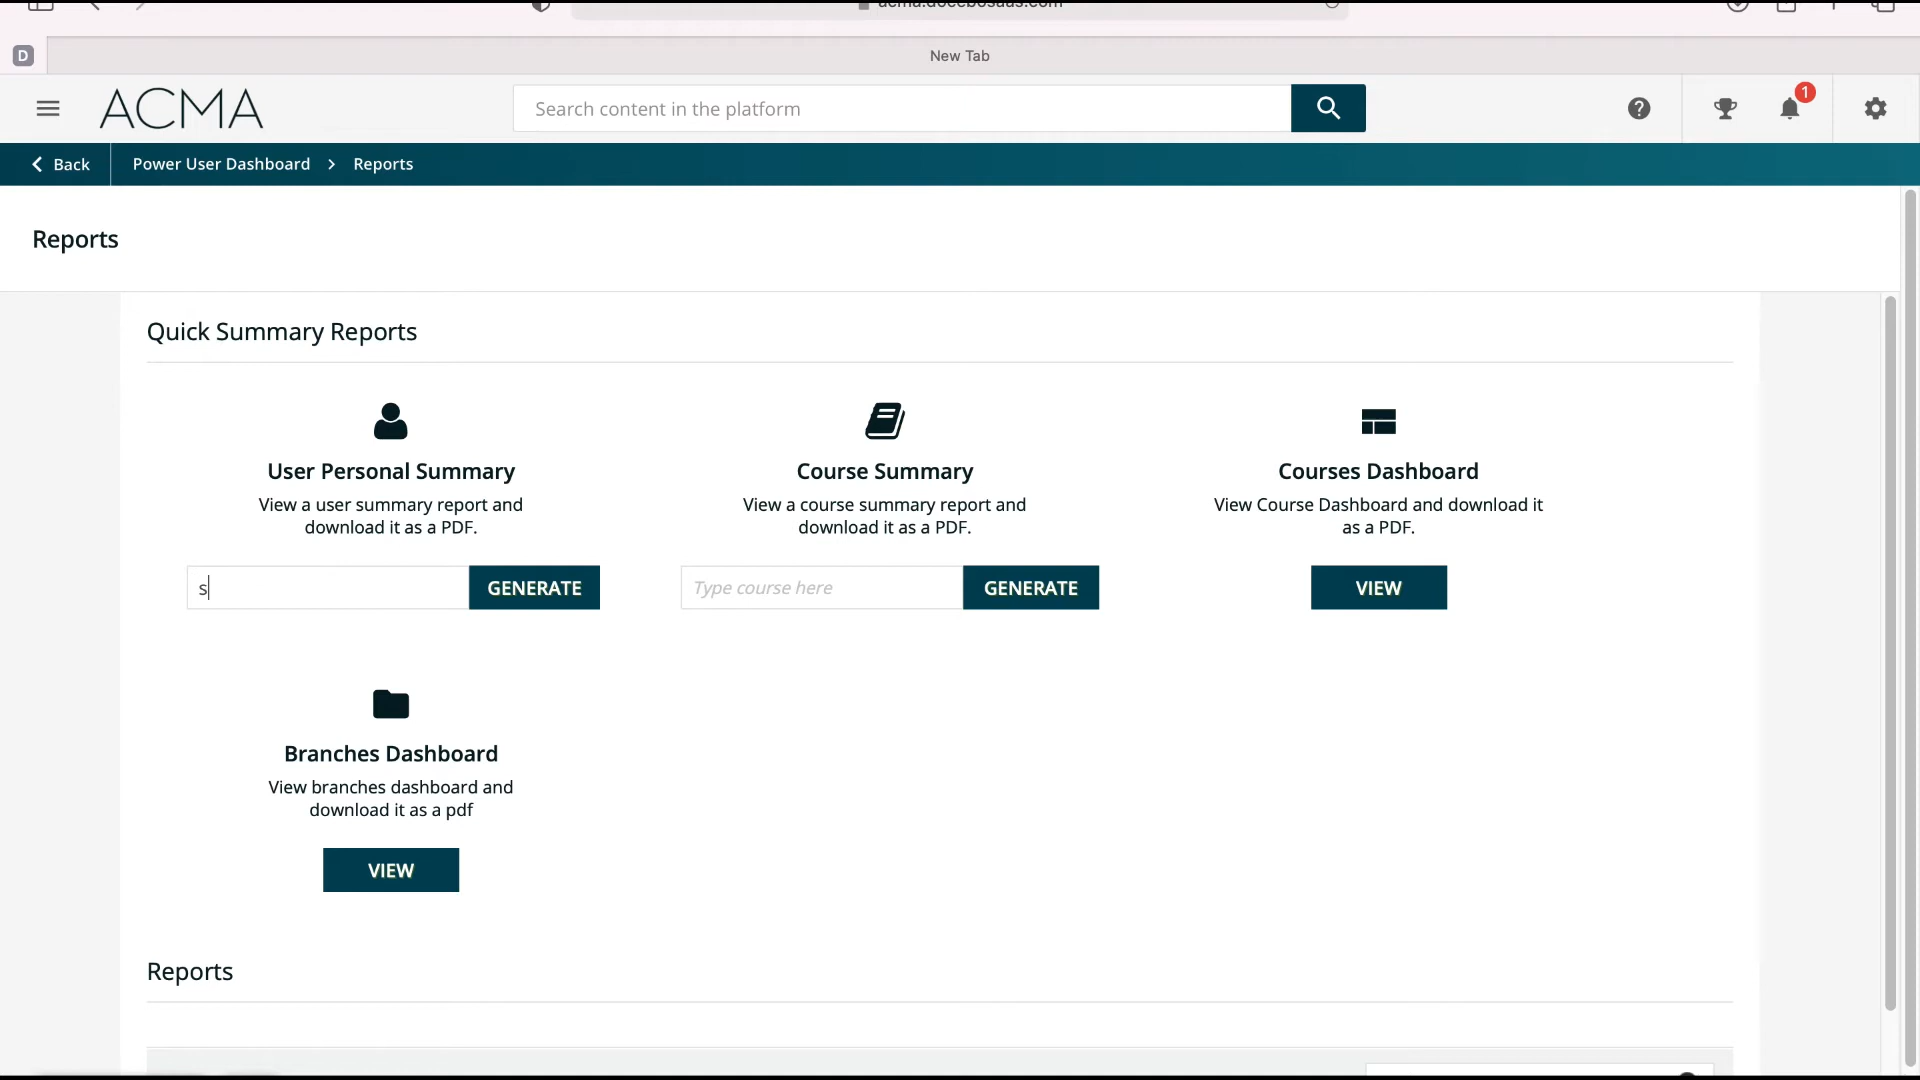 D
New Tab
ACMA
Search content in the platform
1
Back
Power User Dashboard > Reports
Reports
Quick Summary Reports
User Personal Summary
View a user summary report and
download it as a PDF.
s
GENERATE
Course Summary
View a course summary report and
download it as a PDF.
Type course here
GENERATE
Courses Dashboard
View Course Dashboard and download it
as a PDF.
VIEW
Branches Dashboard
View branches dashboard and
download it as a pdf
VIEW
Reports